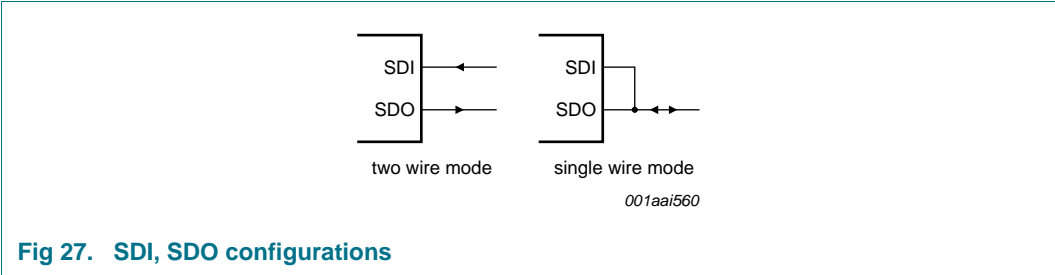 SDI
SDO
two wire mode
SDI
SDO
single wire mode
001aai560
Fig 27. SDI, SDO configurations